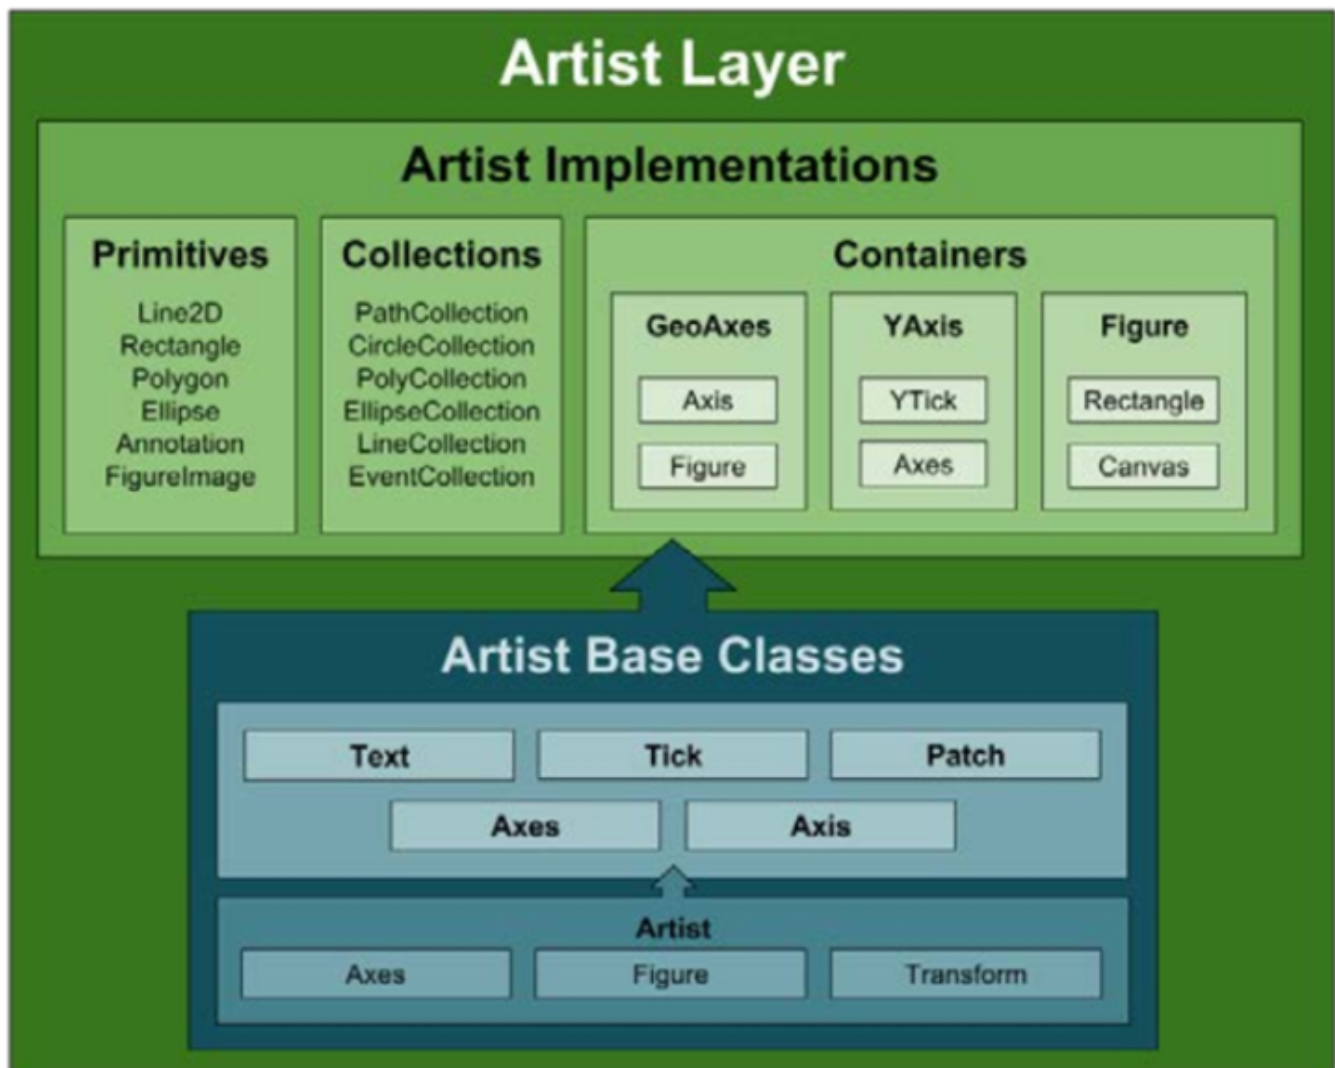 Artist Layer
Artist Implementations
Primitives
Line2D
Rectangle
Polygon
Ellipse
Annotation
FigureImage
Collections
PathCollection
CircleCollection
PolyCollection
EllipseCollection
LineCollection
EventCollection
Containers
GeoAxes
Axis
Figure
YAxis
YTick
Axes
Figure
Rectangle
Canvas
Artist Base Classes
Text
Tick
Patch
Axes
Axis
Artist
Axes
Figure
Transform